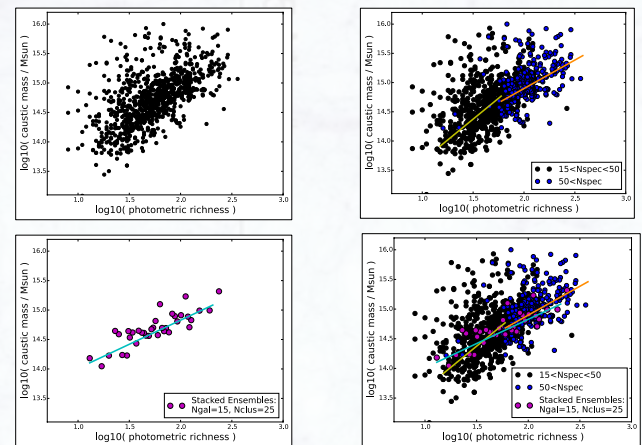 16.0
15.5
15.0
14.5
14.0
13.5
log10( caustic mass / Msun )
1.0 1.5 2.0 2.5 3.0
log10( photometric richness )
16.0
15.5
15.0
14.5
14.0
13.5
log10( caustic mass / Msun )
15<Nspec<50
50<Nspec
1.0 1.5 2.0 2.5 3.0
log10( photometric richness )
16.0
15.5
15.0
14.5
14.0
13.5
log10( caustic mass / Msun )
Stacked Ensembles:
Ngal=15, Nclus=25
1.0 1.5 2.0 2.5 3.0
log10( photometric richness )
16.0
15.5
15.0
14.5
14.0
13.5
log10( caustic mass / Msun )
15<Nspec<50
50<Nspec
Stacked Ensembles:
Ngal=15, Nclus=25
1.0 1.5 2.0 2.5 3.0
log10( photometric richness )